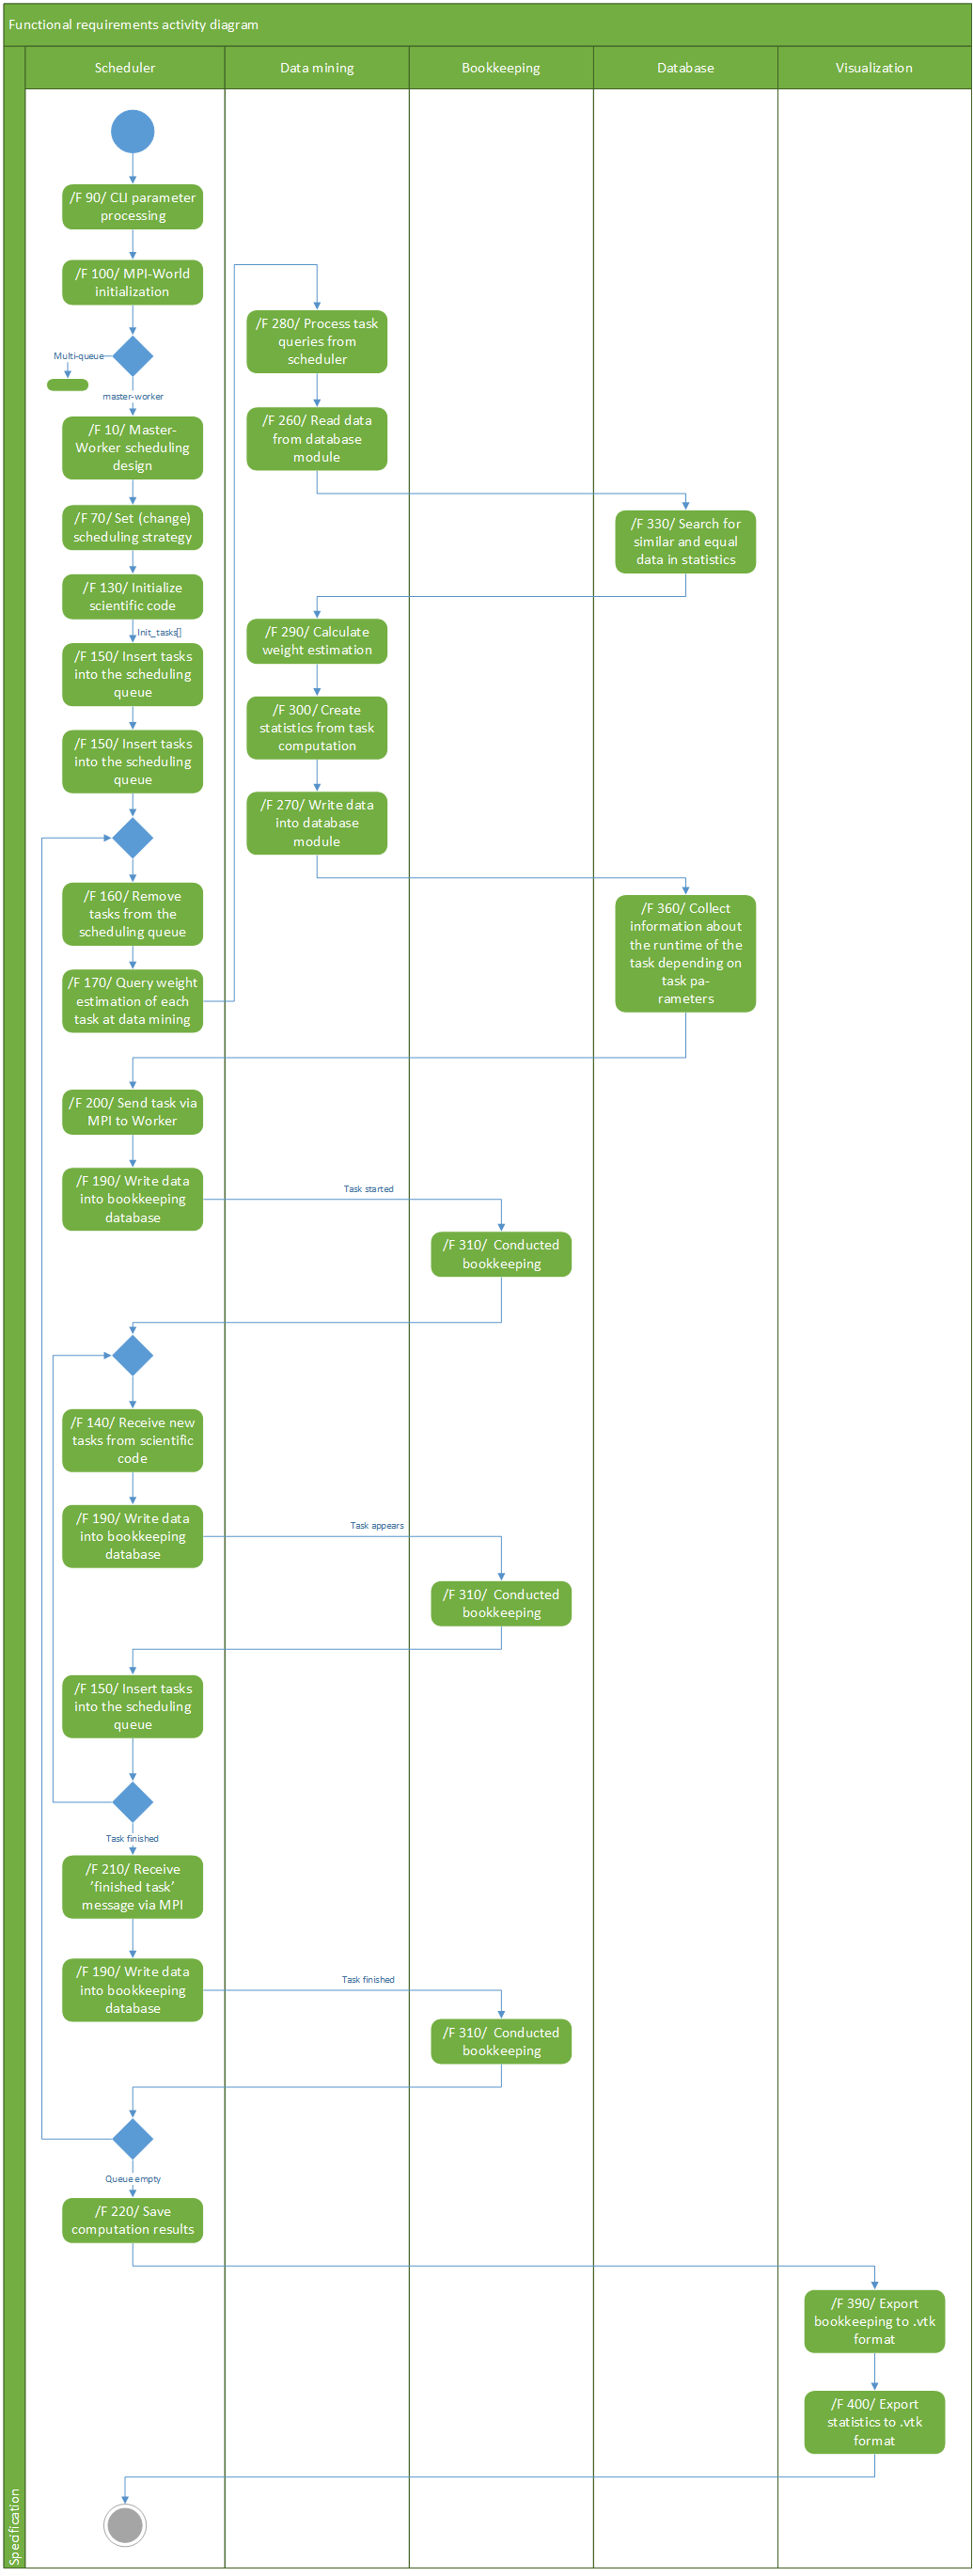 Functional requirements activity diagram
Scheduler
Data mining
Bookkeeping
Database
Visualization
/F 90/ CLI parameter
processing
/F 100/ MPI-World
initialization
Multi-queue
master-worker
/F 10/ Master-
Worker scheduling
design
/F 70/ Set (change)
scheduling strategy
/F 130/ Initialize
scientific code
Init_tasks[]
/F 150/ Insert tasks
into the scheduling
queue
/F 150/ Insert tasks
into the scheduling
queue
/F 160/ Remove
tasks from the
scheduling queue
/F 170/ Query weight
estimation of each
task at data mining
/F 280/ Process task
queries from
scheduler
/F 260/ Read data
from database
module
/F 330/ Search for
similar and equal
data in statistics
/F 290/ Calculate
weight estimation
/F 300/ Create
statistics from task
computation
/F 270/ Write data
into database
module
/F 360/ Collect
information about
the runtime of the
task depending on
task pa-
rameters
/F 200/ Send task via
MPI to Worker
/F 190/ Write data
into bookkeeping
database
Task started
/F 310/  Conducted
bookkeeping
/F 140/ Receive new
tasks from scientific
code
/F 190/ Write data
into bookkeeping
database
Task appears
/F 310/  Conducted
bookkeeping
/F 150/ Insert tasks
into the scheduling
queue
Task finished
/F 210/ Receive
’finished task’
message via MPI
/F 190/ Write data
into bookkeeping
database
Task finished
/F 310/  Conducted
bookkeeping
Queue empty
/F 220/ Save
computation results
/F 390/ Export
bookkeeping to .vtk
format
/F 400/ Export
statistics to .vtk
format
Specification